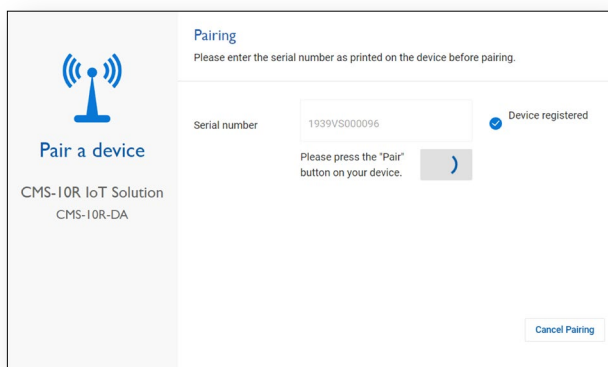 Pairing
Please enter the serial number as printed on the device before pairing.
Pair a device
CMS-10R IoT Solution
CMS-10R-DA
Serial number
1939VS000096
Device registered
Please press the "Pair"
button on your device.
Cancel Pairing